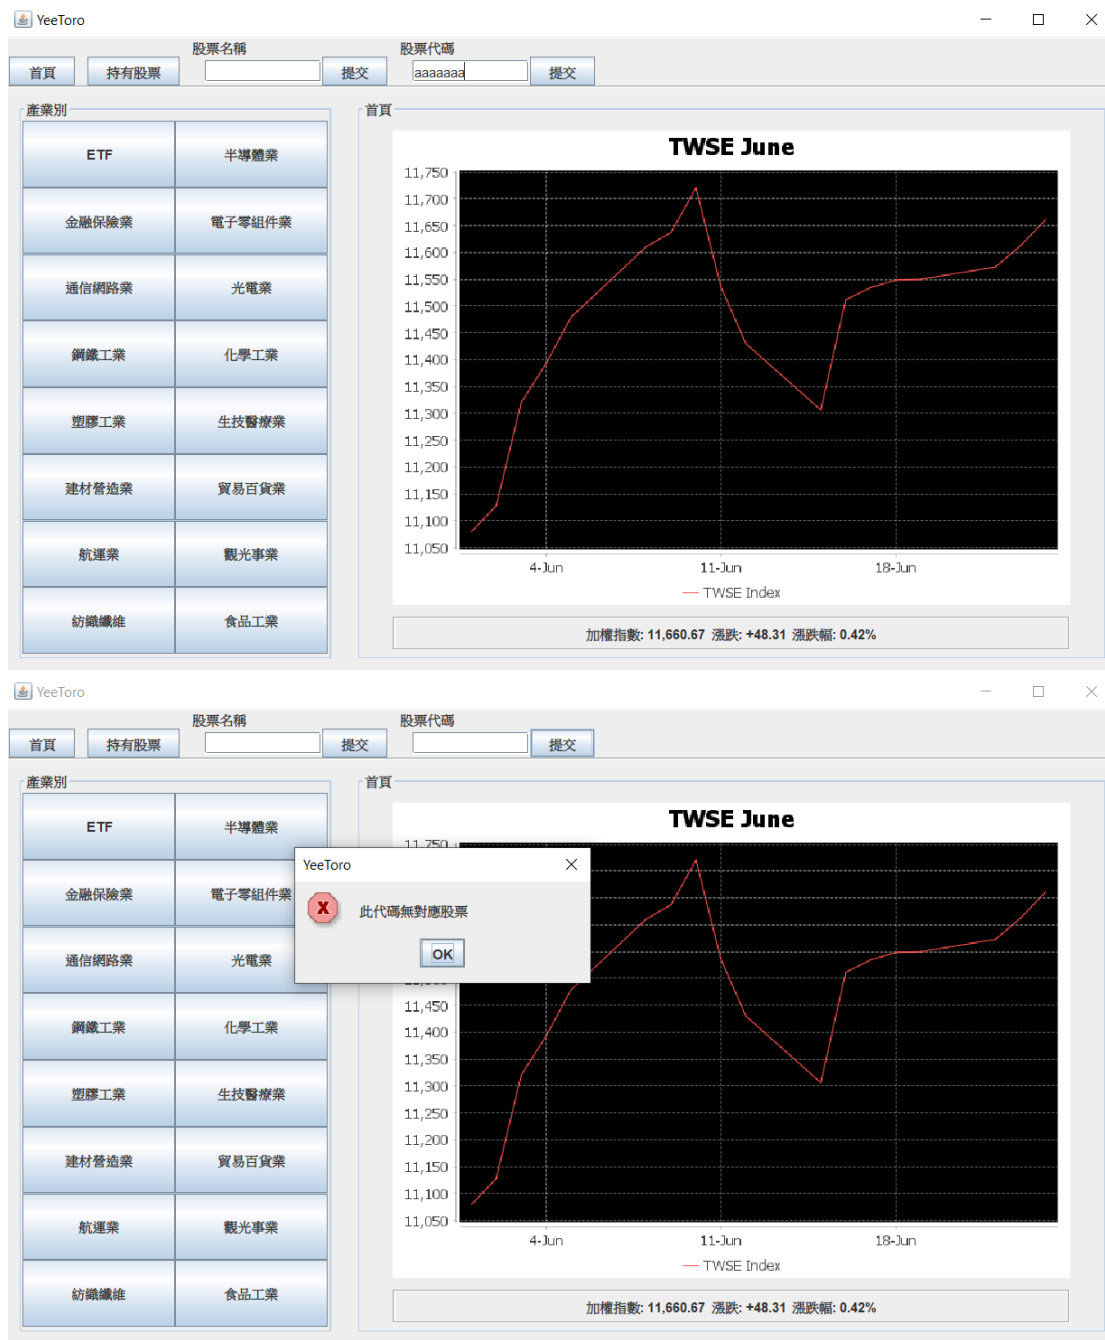 YeeToro
股票名稱 股票代碼
首頁 持有股票 提交 aaaaaaa 提交
產業別 首頁
ETF 半導體業
金融保險業 電子零組件業
通信網路業 光電業
鋼鐵工業 化學工業
塑膠工業 生技醫療業
建材營造業 貿易百貨業
航運業 觀光事業
紡織纖維 食品工業
TWSE June
11,750
11,700
11,650
11,600
11,550
11,500
11,450
11,400
11,350
11,300
11,250
11,200
11,150
11,100
11,050
4-Jun 11-Jun 18-Jun
TWSE Index
加權指數: 11,660.67 漲跌: +48.31 漲跌幅: 0.42%
YeeToro
股票名稱 股票代碼
首頁 持有股票 提交 提交
產業別 首頁
ETF 半導體業
金融保險業 電子零組件業
通信網路業 光電業
鋼鐵工業 化學工業
塑膠工業 生技醫療業
建材營造業 貿易百貨業
航運業 觀光事業
紡織纖維 食品工業
YeeToro
此代碼無對應股票
OK
TWSE June
11,750
11,450
11,400
11,350
11,300
11,250
11,200
11,150
11,100
11,050
4-Jun 11-Jun 18-Jun
TWSE Index
加權指數: 11,660.67 漲跌: +48.31 漲跌幅: 0.42%